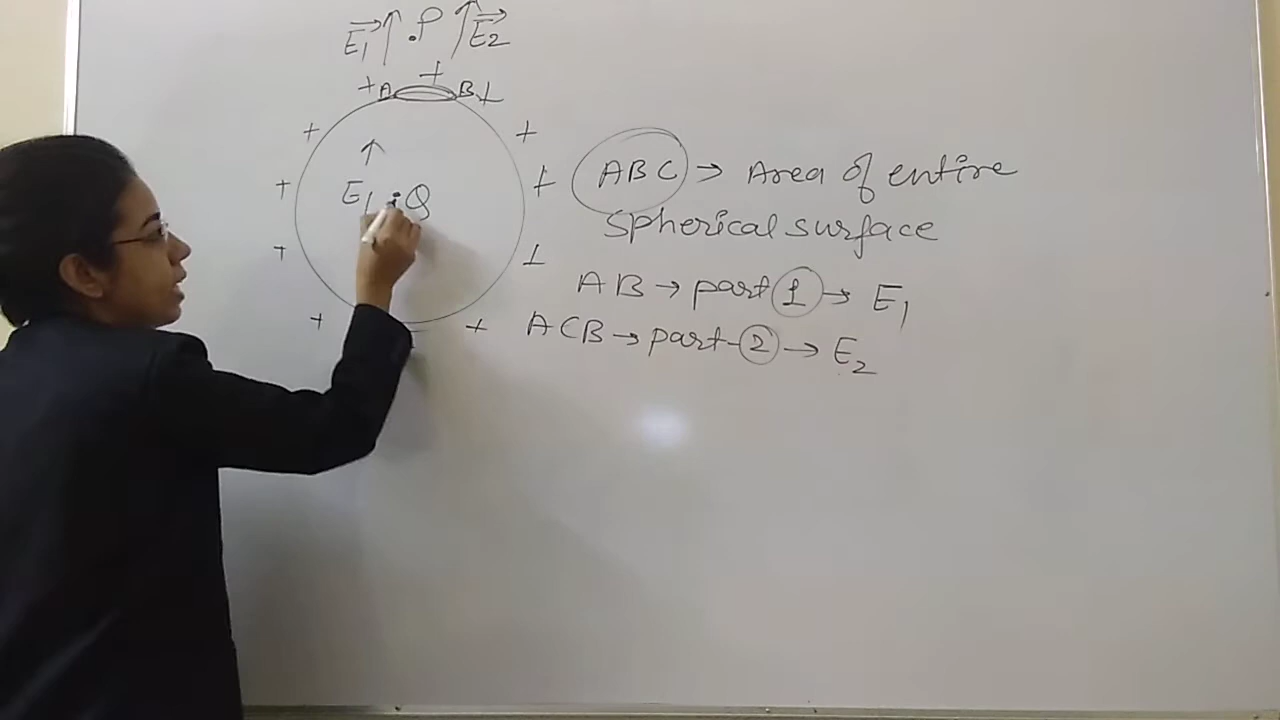 E1 ↑ .P ↑ E2
+ A + B +
+ +
↑
+ E1 . Q +
+ +
+ +
ABC → Area of entire
Spherical surface
AB → part 1 → E1
ACB → part-2 → E2